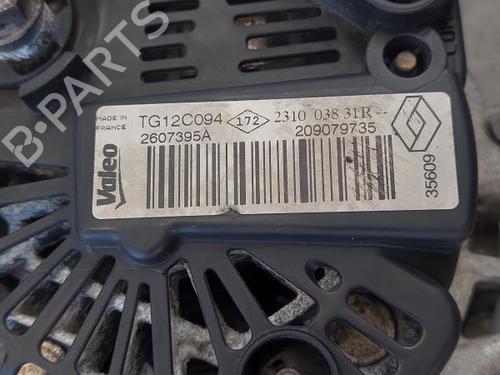 B-PARTS
MADE IN
FRANCE
TG12C094 172 2310 038 31R--
2607395A 209079735
Valeo
35609